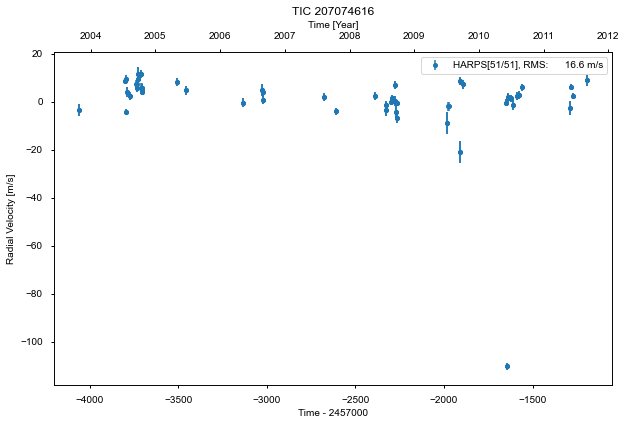 TIC 207074616
Time [Year]
2004 2005 2006 2007 2008 2009 2010 2011 2012
HARPS[51/51], RMS: 16.6 m/s
20
0
−20
−40
−60
−80
−100
Radial Velocity [m/s]
−4000 −3500 −3000 −2500 −2000 −1500
Time - 2457000